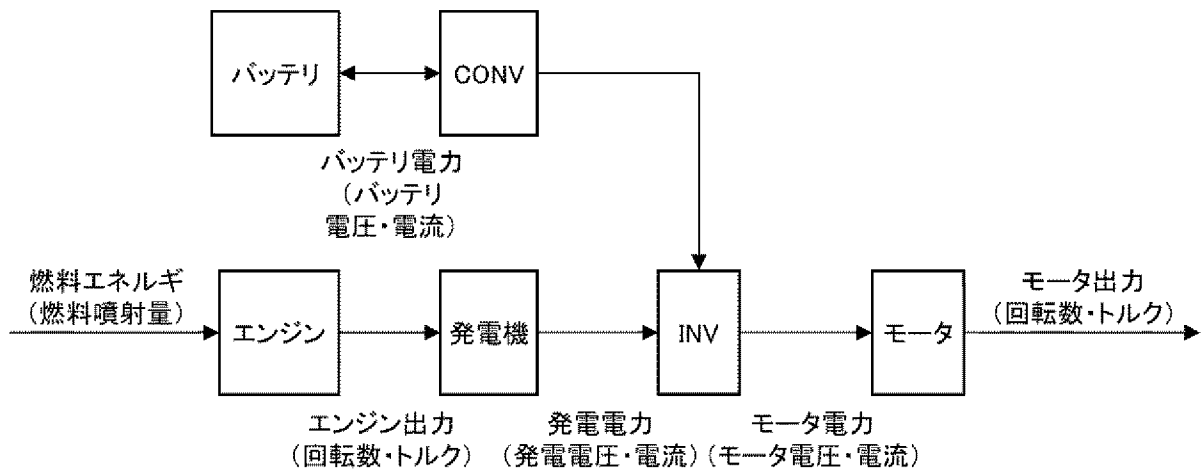 バッテリ
CONV
バッテリ電力
(バッテリ
電圧・電流)
燃料エネルギ
(燃料噴射量)
エンジン
発電機
INV
モータ
モータ出力
(回転数・トルク)
エンジン出力
(回転数・トルク)
発電電力
(発電電圧・電流)
モータ電力
(モータ電圧・電流)